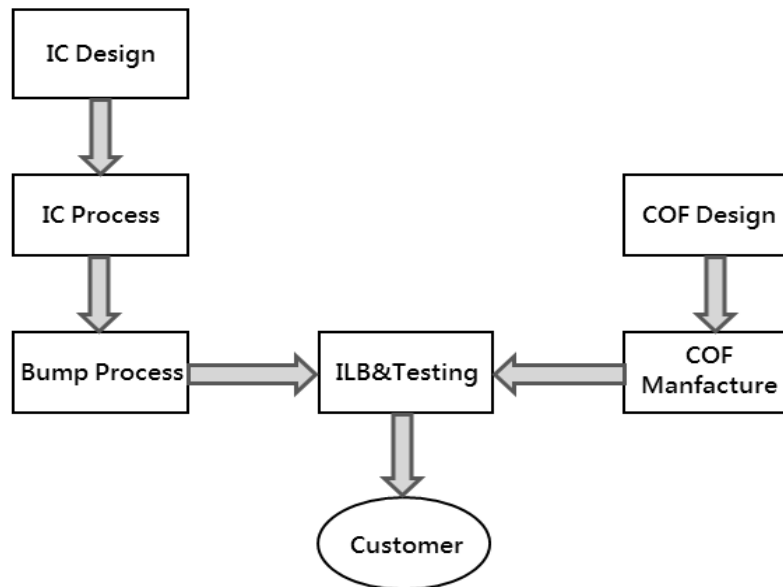 IC Design
IC Process
COF Design
Bump Process
ILB&Testing
COF
Manfacture
Customer